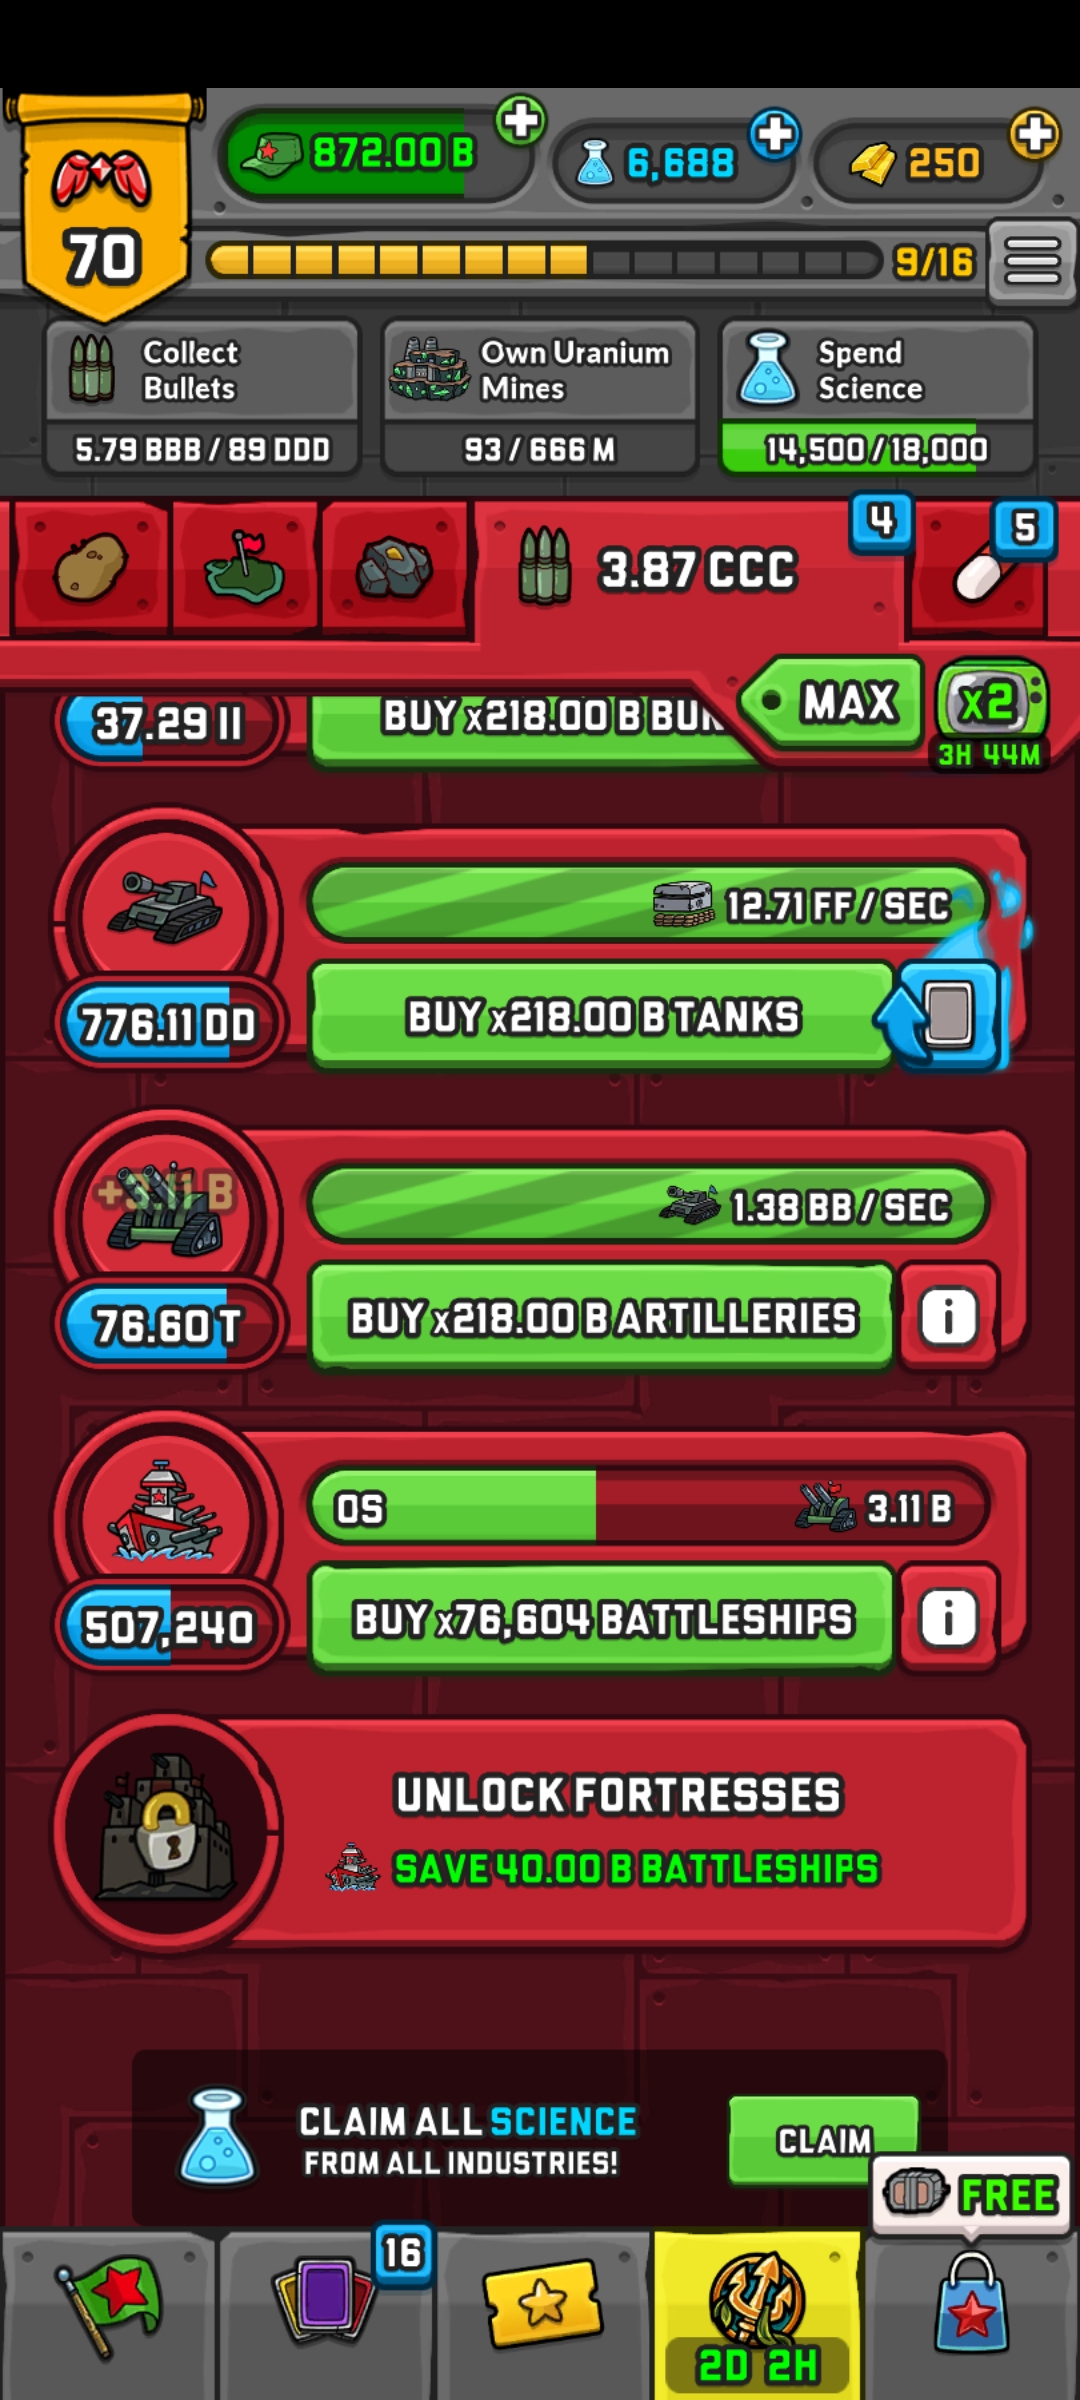 872.00 B
6,688
250
70
9/16
Collect
Bullets
5.79 BBB / 89 DDD
Own Uranium
Mines
93 / 666 M
Spend
Science
14,500/18,000
3.87 CCC
4
5
MAX
x2
3H 44M
37.29 II
BUY x218.00 B
12.71 FF / SEC
776.11 DD
BUY x218.00 B TANKS
+3.11 B
1.38 BB / SEC
76.60 T
BUY x218.00 B ARTILLERIES
i
0S
3.11 B
507,240
BUY x76,604 BATTLESHIPS
i
UNLOCK FORTRESSES
SAVE 40.00 B BATTLESHIPS
CLAIM ALL SCIENCE
FROM ALL INDUSTRIES!
CLAIM
FREE
16
2D 2H